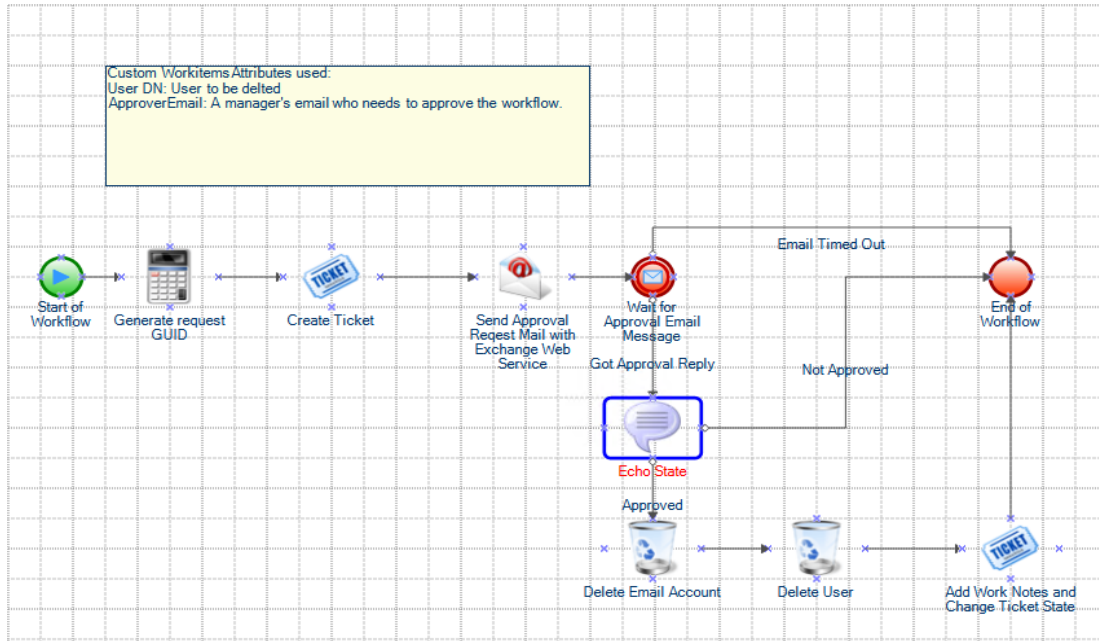 Custom Workitems Attributes used:
User DN: User to be delted
ApproverEmail: A manager's email who needs to approve the workflow.
Email Timed Out
Start of
Workflow
Generate request
GUID
TICKET
Create Ticket
Send Approval
Reqest Mail with
Exchange Web
Service
Wait for
Approval Email
Message
End of
Workflow
Got Approval Reply
Not Approved
Echo State
Approved
Delete Email Account
Delete User
TICKET
Add Work Notes and
Change Ticket State